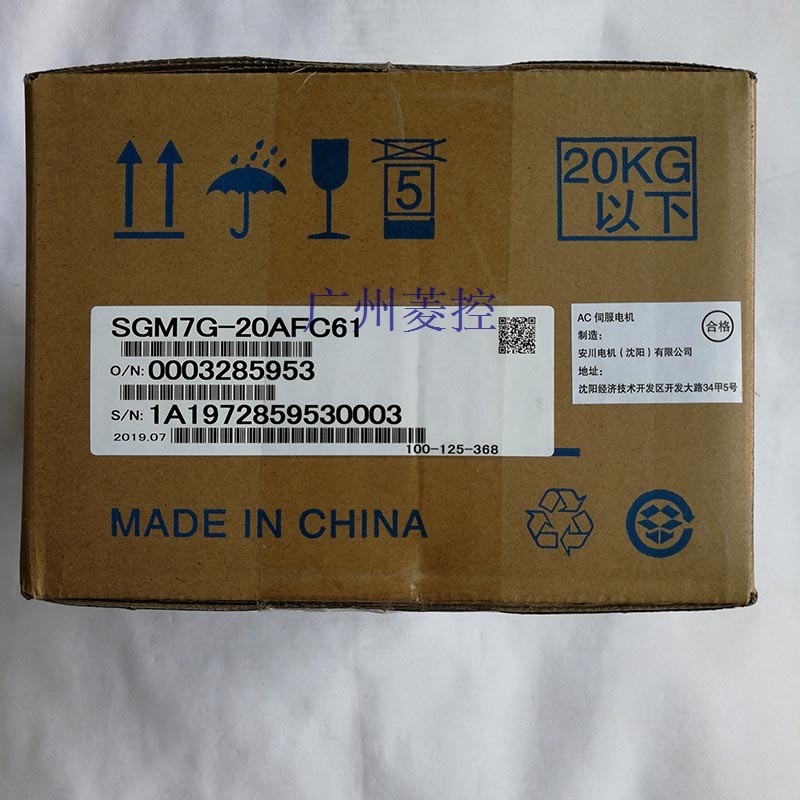 5
20KG
以下
广州菱控
SGM7G-20AFC61
O/N: 0003285953
S/N: 1A1972859530003
2019.07
100-125-368
AC 伺服电机
制造:
合格
安川电机(沈阳)有限公司
地址:
沈阳经济技术开发区开发大路34甲5号
MADE IN CHINA